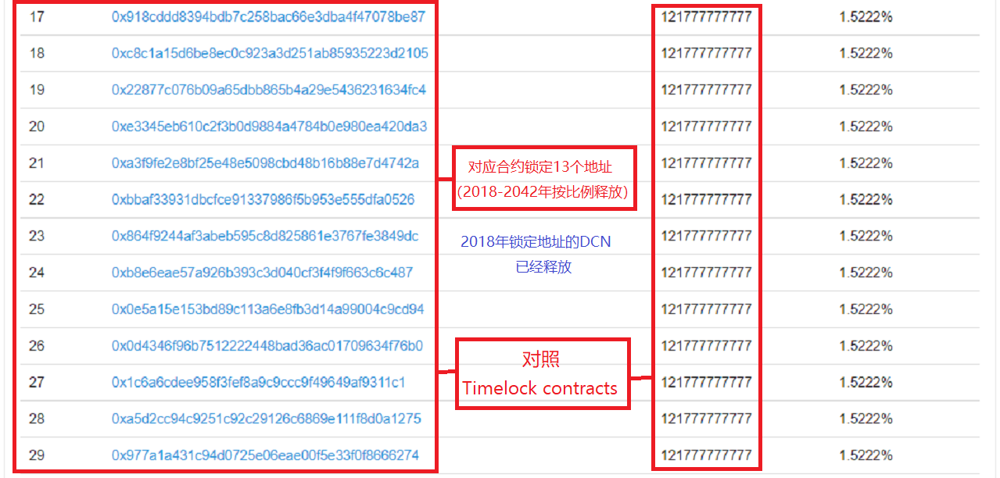 17 0x918cddd8394bdb7c258bac66e3dba4f47078be87 121777777777 1.5222%
18 0xc8c1a15d6be8ec0c923a3d251ab85935223d2105 121777777777 1.5222%
19 0x22877c076b09a65dbb865b4a29e5436231634fc4 121777777777 1.5222%
20 0xe3345eb610c2f3b0d9884a4784b0e980ea420da3 121777777777 1.5222%
21 0xa3f9fe2e8bf25e48e5098cbd48b16b88e7d4742a 121777777777 1.5222%
对应合约锁定13个地址
(2018-2042年按比例释放)
22 0xbbaf33931dbcfce91337986f5b953e555dfa0526 121777777777 1.5222%
23 0x864f9244af3abeb595c8d825861e3767fe3849dc 121777777777 1.5222%
2018年锁定地址的DCN
已经释放
24 0xb8e6eae57a926b393c3d040cf3f4f9f663c6c487 121777777777 1.5222%
25 0x0e5a15e153bd89c113a6e8fb3d14a99004c9cd94 121777777777 1.5222%
26 0x0d4346f96b7512222448bad36ac01709634f76b0 121777777777 1.5222%
对照
Timelock contracts
27 0x1c6a6cdee958f3fef8a9c9ccc9f49649af9311c1 121777777777 1.5222%
28 0xa5d2cc94c9251c92c29126c6869e111f8d0a1275 121777777777 1.5222%
29 0x977a1a431c94d0725e06eae00f5e33f0f8666274 121777777777 1.5222%